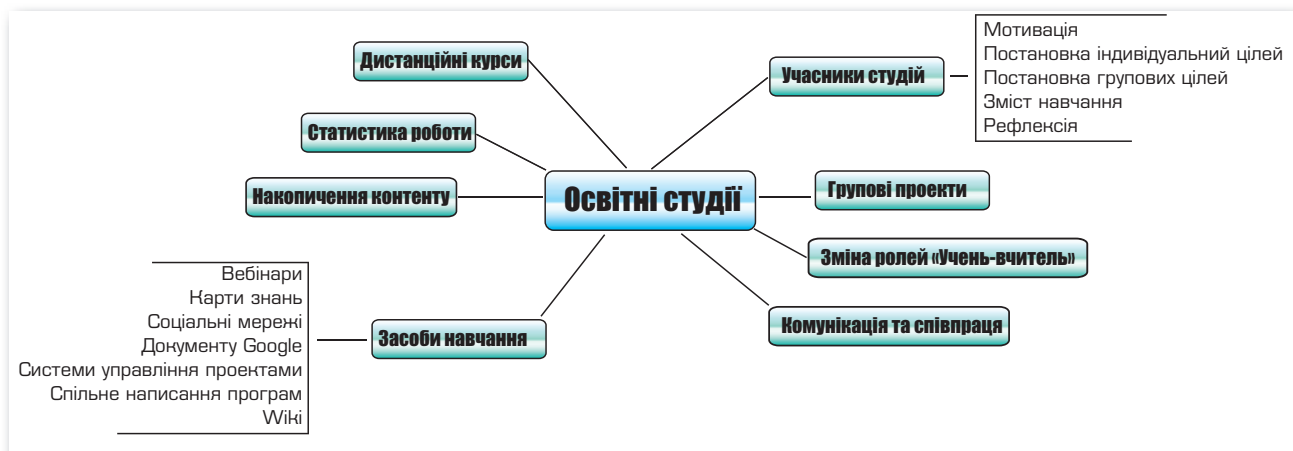 Дистанційні курси
Статистика роботи
Накопичення контенту
Освітні студії
Учасники студій
Мотивація
Постановка індивідуальний цілей
Постановка групових цілей
Зміст навчання
Рефлексія
Групові проекти
Зміна ролей «Учень-вчитель»
Комунікація та співпраця
Засоби навчання
Вебінари
Карти знань
Соціальні мережі
Документу Google
Системи управління проектами
Спільне написання програм
Wiki